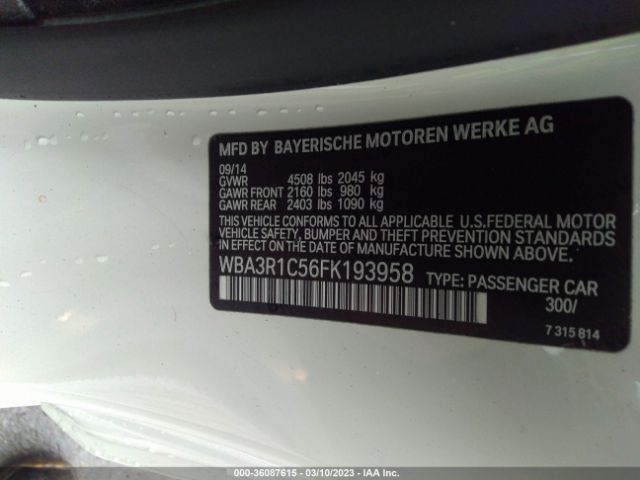 MFD BY BAYERISCHE MOTOREN WERKE AG
09/14
GVWR 4508 lbs 2045 kg
GAWR FRONT 2160 lbs 980 kg
GAWR REAR 2403 lbs 1090 kg
THIS VEHICLE CONFORMS TO ALL APPLICABLE U.S.FEDERAL MOTOR
VEHICLE SAFETY, BUMPER AND THEFT PREVENTION STANDARDS
IN EFFECT ON THE DATE OF MANUFACTURE SHOWN ABOVE.
WBA3R1C56FK193958 TYPE: PASSENGER CAR
300/
7 315 814
000-36087615 - 03/10/2023 - IAA Inc.